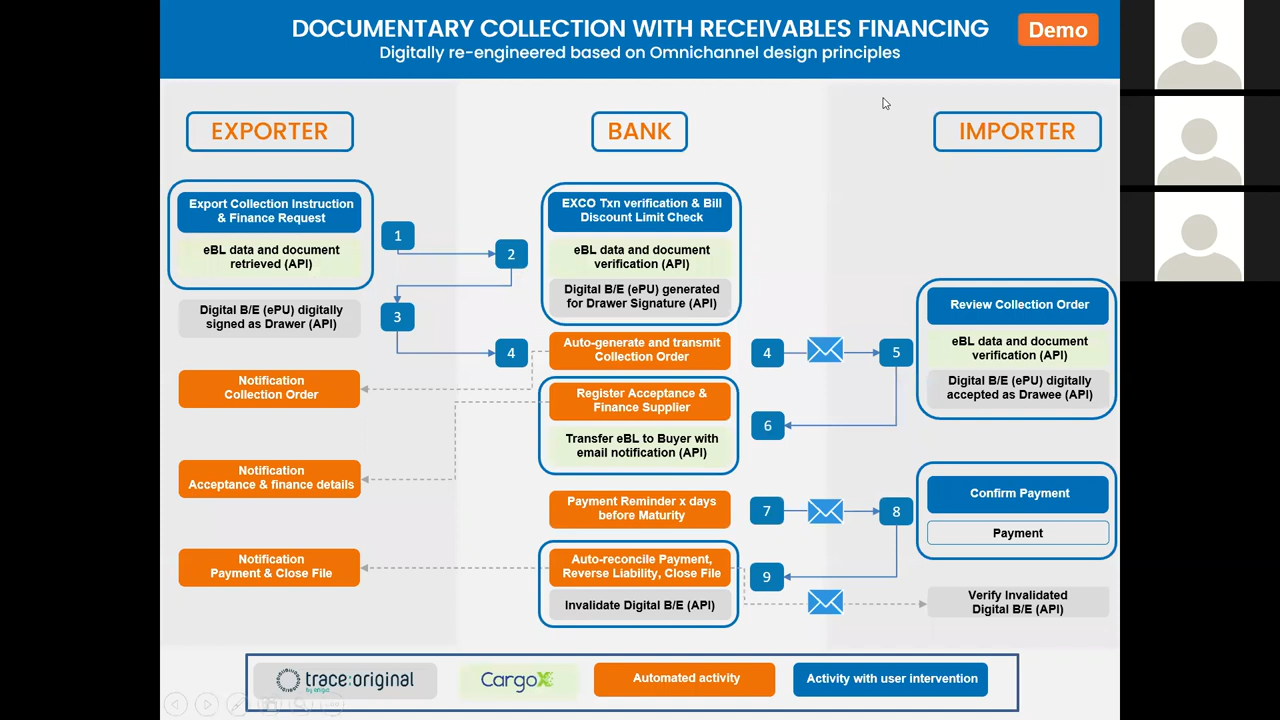 DOCUMENTARY COLLECTION WITH RECEIVABLES FINANCING
Demo
Digitally re-engineered based on Omnichannel design principles
EXPORTER
BANK
IMPORTER
Export Collection Instruction
& Finance Request
eBL data and document
retrieved (API)
1
2
EXCO Txn verification & Bill
Discount Limit Check
eBL data and document
verification (API)
Digital B/E (ePU) generated
for Drawer Signature (API)
Digital B/E (ePU) digitally
signed as Drawer (API)
3
4
Auto-generate and transmit
Collection Order
4
5
Review Collection Order
eBL data and document
verification (API)
Digital B/E (ePU) digitally
accepted as Drawee (API)
Notification
Collection Order
Register Acceptance &
Finance Supplier
Transfer eBL to Buyer with
email notification (API)
6
Notification
Acceptance & finance details
Payment Reminder x days
before Maturity
7
8
Confirm Payment
Payment
Notification
Payment & Close File
Auto-reconcile Payment,
Reverse Liability, Close File
Invalidate Digital B/E (API)
9
Verify Invalidated
Digital B/E (API)
trace:original
by enigio
CargoX
Automated activity
Activity with user intervention